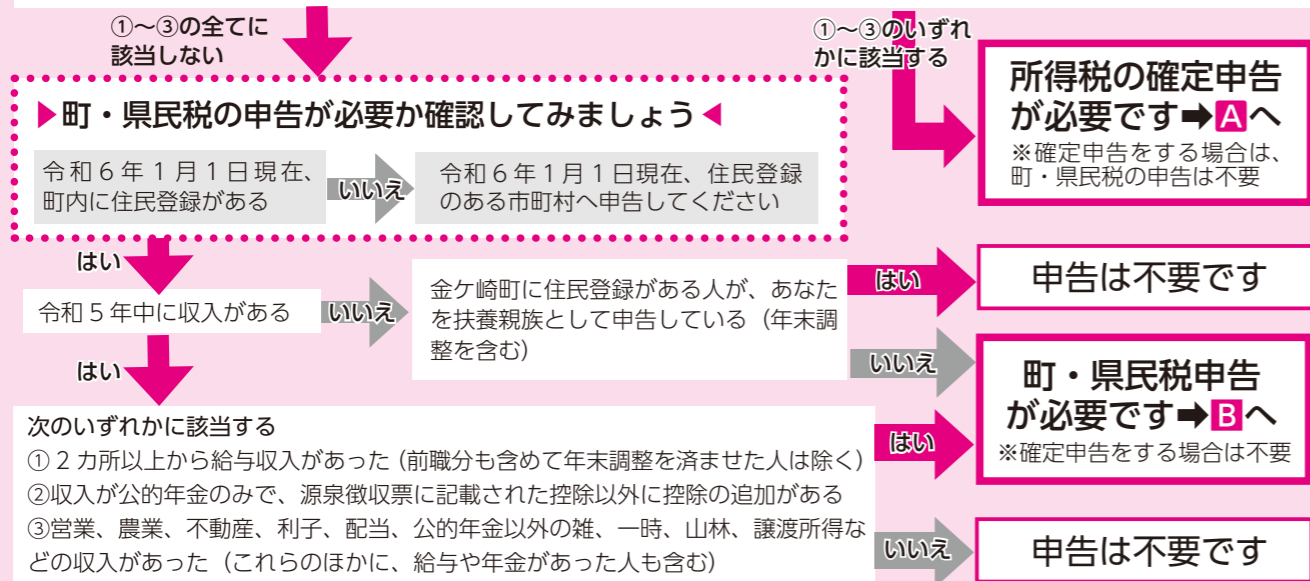 ①～③の全てに
該当しない
①～③のいずれ
かに該当する
所得税の確定申告
が必要です➡Aへ
※確定申告をする場合は、
町・県民税の申告は不要
▶町・県民税の申告が必要か確認してみましょう◀
令和６年１月１日現在、
町内に住民登録がある
いいえ
令和６年１月１日現在、住民登録
のある市町村へ申告してください
はい
令和５年中に収入がある
いいえ
金ケ崎町に住民登録がある人が、あなた
を扶養親族として申告している（年末調
整を含む）
はい
申告は不要です
いいえ
町・県民税申告
が必要です➡Bへ
※確定申告をする場合は不要
はい
次のいずれかに該当する
①２カ所以上から給与収入があった（前職分も含めて年末調整を済ませた人は除く）
②収入が公的年金のみで、源泉徴収票に記載された控除以外に控除の追加がある
③営業、農業、不動産、利子、配当、公的年金以外の雑、一時、山林、譲渡所得な
どの収入があった（これらのほかに、給与や年金があった人も含む）
はい
いいえ
申告は不要です